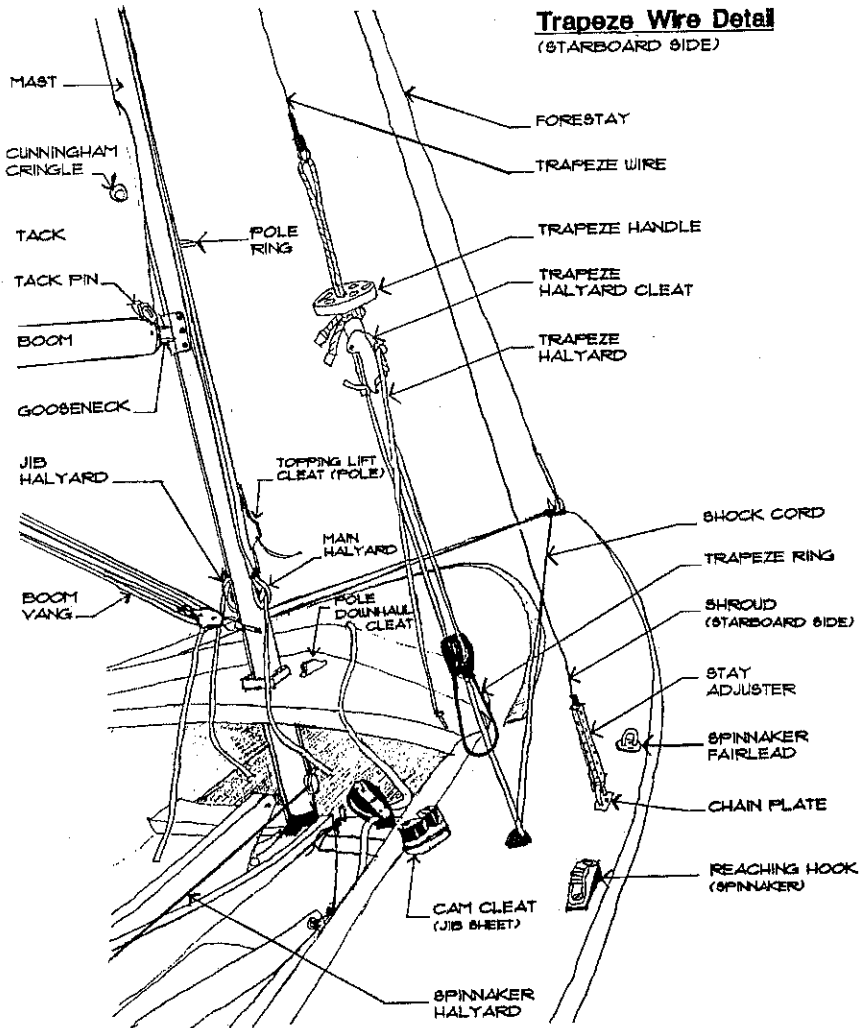 Trapeze Wire Detail
(STARBOARD SIDE)
MAST
FORESTAY
CUNNINGHAM
CRINGLE
TRAPEZE WIRE
TACK
POLE
RING
TRAPEZE HANDLE
TACK PIN
TRAPEZE
HALYARD CLEAT
BOOM
TRAPEZE
HALYARD
GOOSENECK
JIB
HALYARD
TOPPING LIFT
CLEAT (POLE)
SHOCK CORD
MAIN
HALYARD
TRAPEZE RING
BOOM
VANG
POLE
DOWNHAUL
CLEAT
SHROUD
(STARBOARD SIDE)
STAY
ADJUSTER
SPINNAKER
FAIRLEAD
CHAIN PLATE
REACHING HOOK
(SPINNAKER)
CAM CLEAT
(JIB SHEET)
SPINNAKER
HALYARD